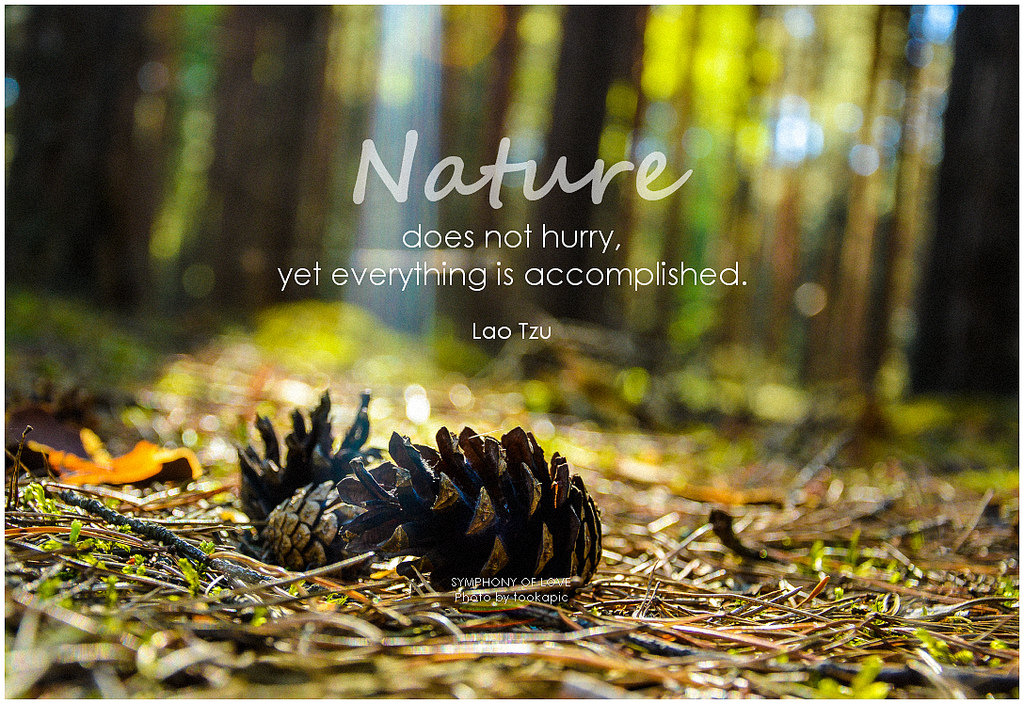 Nature
does not hurry,
yet everything is accomplished.
Lao Tzu
SYMPHONY OF LOVE
Photo by tookapic